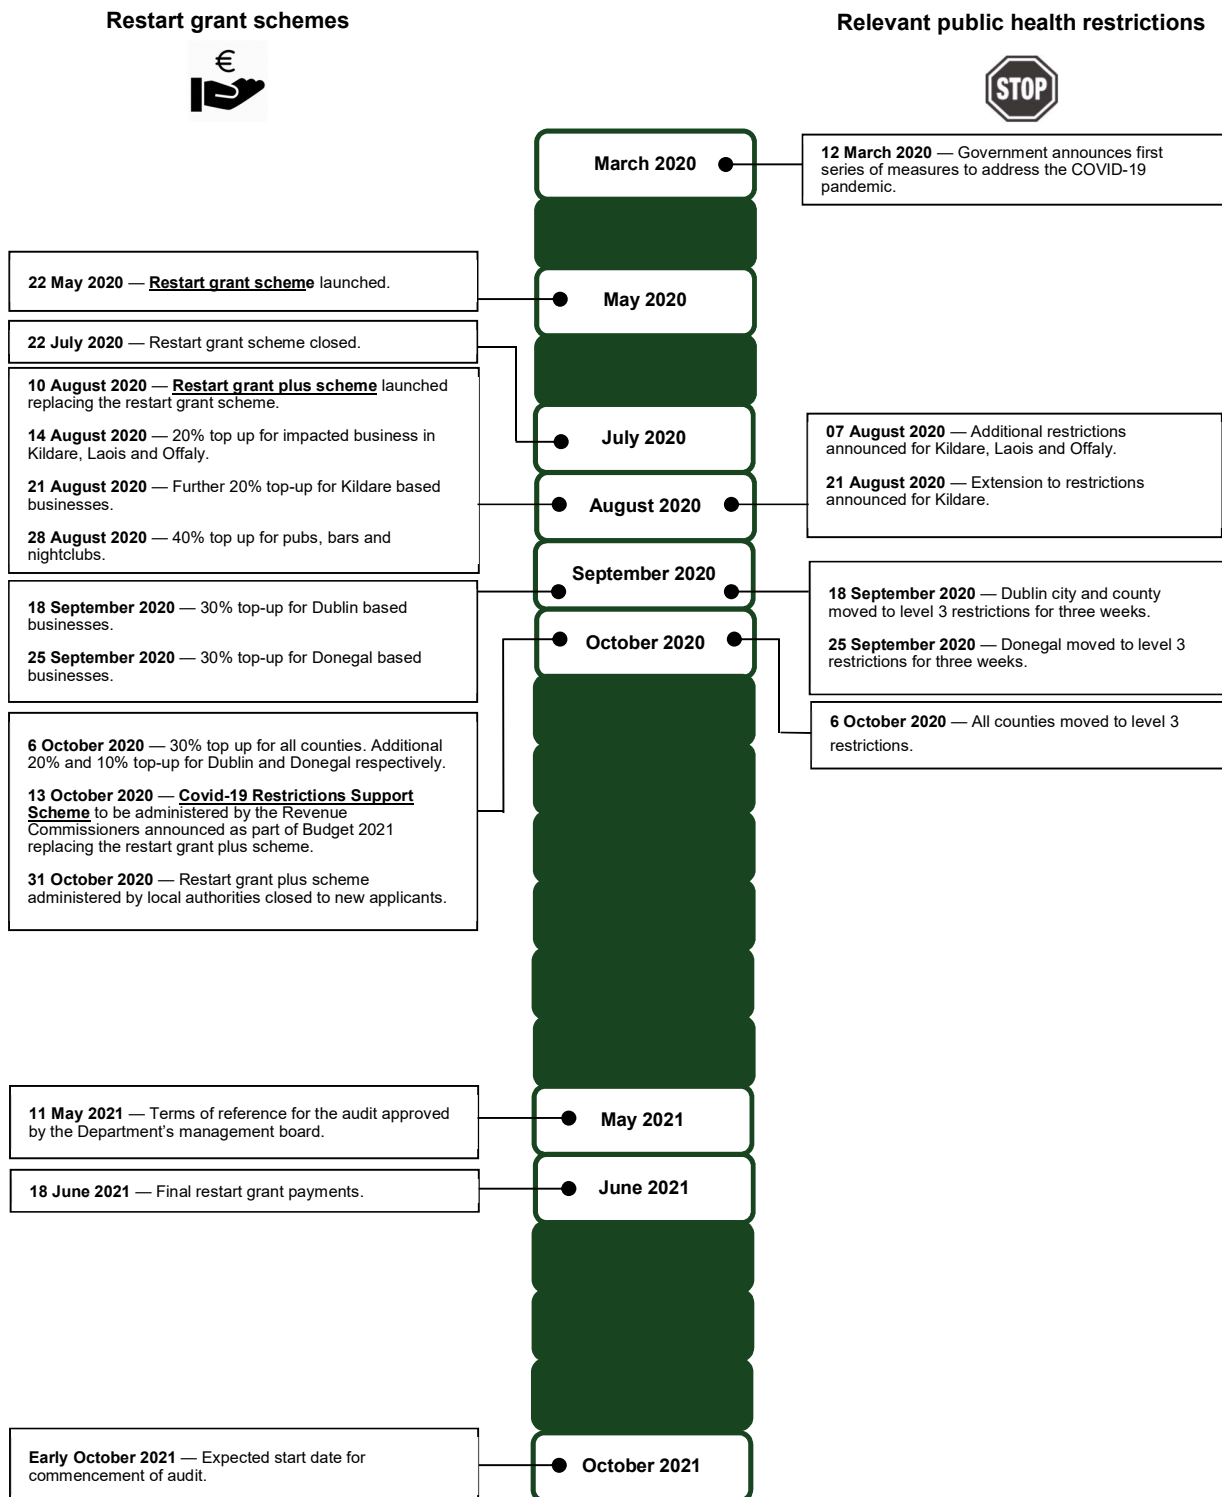 Restart grant schemes
Relevant public health restrictions
€
STOP
March 2020
12 March 2020 — Government announces first
series of measures to address the COVID-19
pandemic.
22 May 2020 — Restart grant scheme launched.
May 2020
22 July 2020 — Restart grant scheme closed.
July 2020
10 August 2020 — Restart grant plus scheme launched
replacing the restart grant scheme.
14 August 2020 — 20% top up for impacted business in
Kildare, Laois and Offaly.
21 August 2020 — Further 20% top-up for Kildare based
businesses.
28 August 2020 — 40% top up for pubs, bars and
nightclubs.
August 2020
07 August 2020 — Additional restrictions
announced for Kildare, Laois and Offaly.
21 August 2020 — Extension to restrictions
announced for Kildare.
18 September 2020 — 30% top-up for Dublin based
businesses.
25 September 2020 — 30% top-up for Donegal based
businesses.
September 2020
18 September 2020 — Dublin city and county
moved to level 3 restrictions for three weeks.
25 September 2020 — Donegal moved to level 3
restrictions for three weeks.
October 2020
6 October 2020 — All counties moved to level 3
restrictions.
6 October 2020 — 30% top up for all counties. Additional
20% and 10% top-up for Dublin and Donegal respectively.
13 October 2020 — Covid-19 Restrictions Support
Scheme to be administered by the Revenue
Commissioners announced as part of Budget 2021
replacing the restart grant plus scheme.
31 October 2020 — Restart grant plus scheme
administered by local authorities closed to new applicants.
11 May 2021 — Terms of reference for the audit approved
by the Department's management board.
May 2021
18 June 2021 — Final restart grant payments.
June 2021
Early October 2021 — Expected start date for
commencement of audit.
October 2021